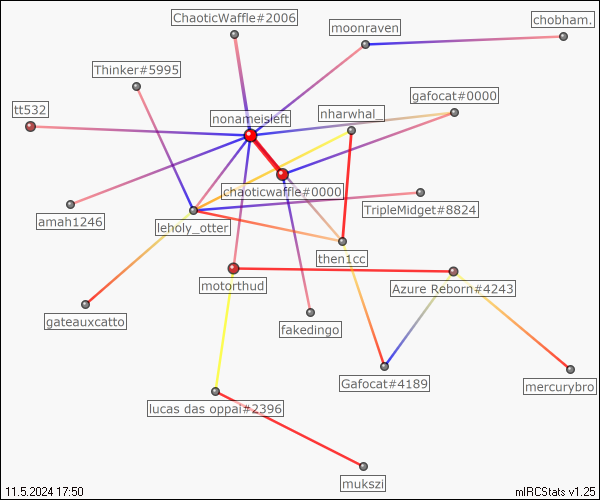 ChaoticWaffle#2006
chobham.
moonraven
Thinker#5995
gafocat#0000
tt532
nonameisleft
nharwhal_
chaoticwaffle#0000
amah1246
TripleMidget#8824
leholy_otter
then1cc
motorthud
Azure Reborn#4243
gateauxcatto
fakedingo
Gafocat#4189
mercurybro
lucas das oppai#2396
mukszi
11.5.2024 17:50
mIRCStats v1.25